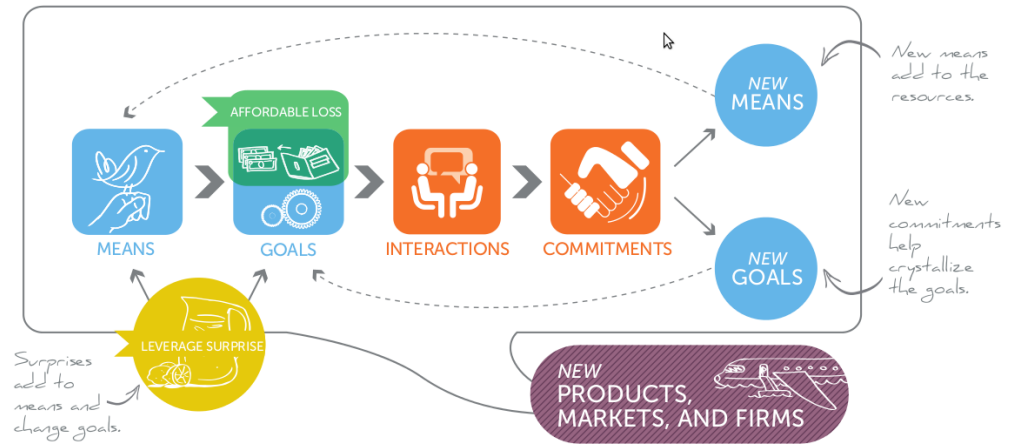 NEW
MEANS
New means
add to the
resources.
AFFORDABLE LOSS
MEANS
GOALS
INTERACTIONS
COMMITMENTS
NEW
GOALS
New
commitments
help
crystallize
the goals.
LEVERAGE SURPRISE
Surprises
add to
means and
change goals.
NEW
PRODUCTS,
MARKETS, AND FIRMS